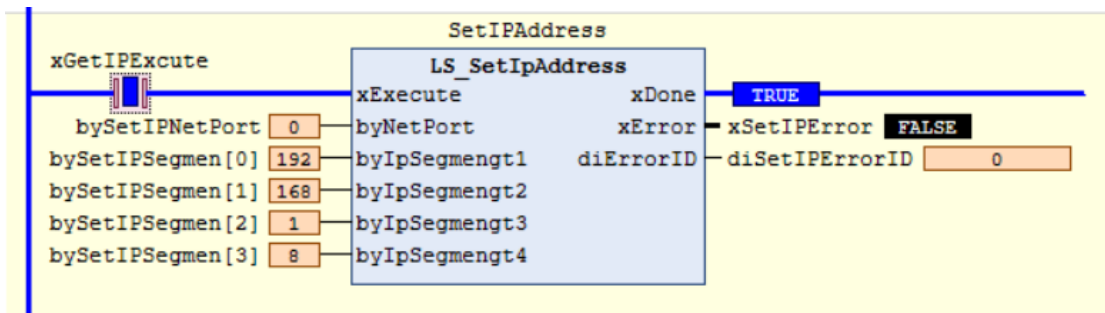 SetIPAddress
xGetIPExcute
LS_SetIpAddress
xExecute xDone TRUE
bySetIPNetPort 0 byNetPort xError xSetIPError FALSE
bySetIPSegmen[0] 192 byIpSegmengt1 diErrorID diSetIPErrorID 0
bySetIPSegmen[1] 168 byIpSegmengt2
bySetIPSegmen[2] 1 byIpSegmengt3
bySetIPSegmen[3] 8 byIpSegmengt4